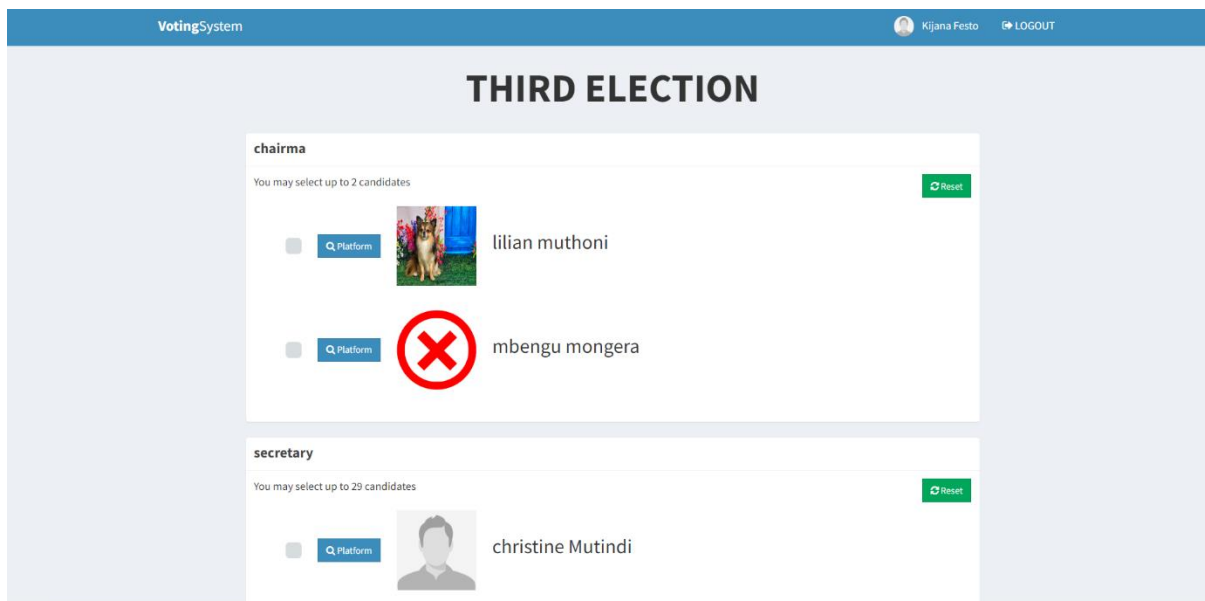 VotingSystem Kijana Festo LOGOUT
THIRD ELECTION
chairma
You may select up to 2 candidates Reset
Platform lilian muthoni
Platform mbengu mongera
secretary
You may select up to 29 candidates Reset
Platform christine Mutindi